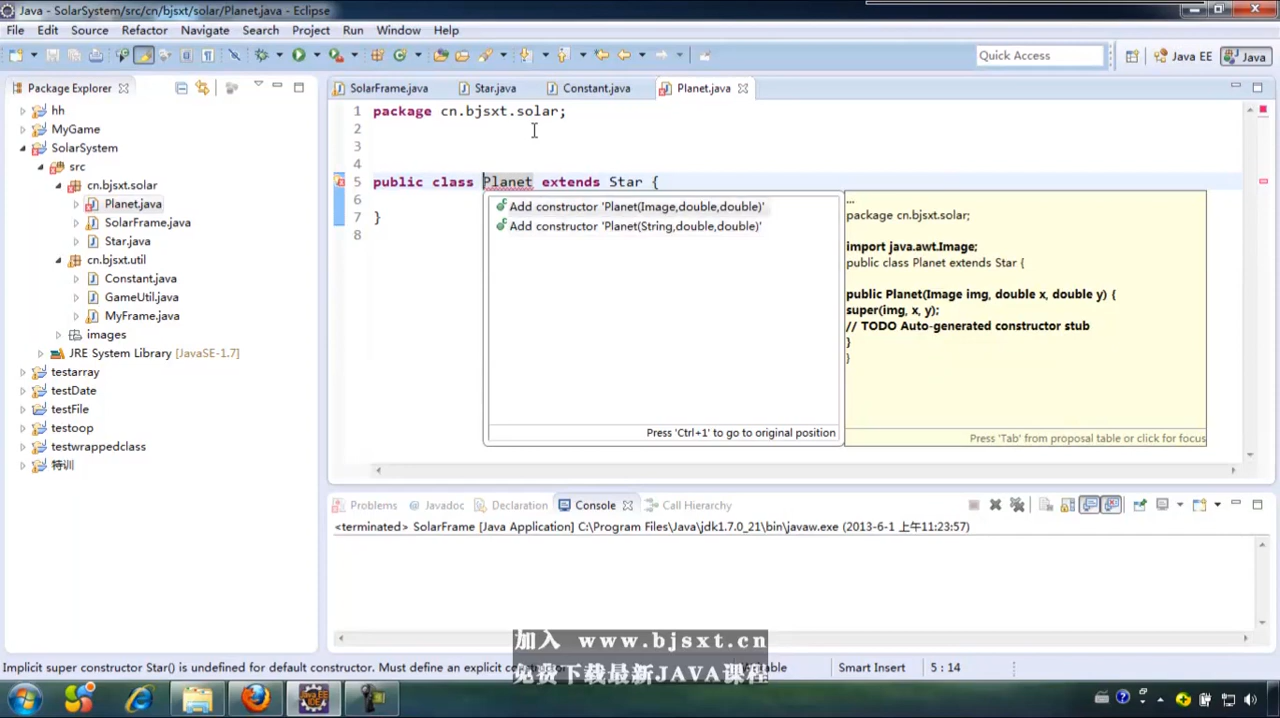 Java - SolarSystem/src/cn/bjsxt/solar/Planet.java - Eclipse
File Edit Source Refactor Navigate Search Project Run Window Help
Quick Access
Java EE
Java
Package Explorer
hh
MyGame
SolarSystem
src
cn.bjsxt.solar
Planet.java
SolarFrame.java
Star.java
cn.bjsxt.util
Constant.java
GameUtil.java
MyFrame.java
images
JRE System Library [JavaSE-1.7]
testarray
testDate
testFile
testoop
testwrappedclass
特训
SolarFrame.java Star.java Constant.java Planet.java
1 package cn.bjsxt.solar;
2
3
4
5 public class Planet extends Star {
6
7 }
8
Add constructor 'Planet(Image,double,double)'
Add constructor 'Planet(String,double,double)'
Press 'Ctrl+1' to go to original position
...
package cn.bjsxt.solar;
import java.awt.Image;
public class Planet extends Star {
public Planet(Image img, double x, double y) {
super(img, x, y);
// TODO Auto-generated constructor stub
}
}
Press 'Tab' from proposal table or click for focus
Problems Javadoc Declaration Console Call Hierarchy
<terminated> SolarFrame [Java Application] C:\Program Files\Java\jdk1.7.0_21\bin\javaw.exe (2013-6-1 上午11:23:57)
加入 www.bjsxt.cn
免费下载最新JAVA课程
Implicit super constructor Star() is undefined for default constructor. Must define an explicit
Smart Insert
5 : 14